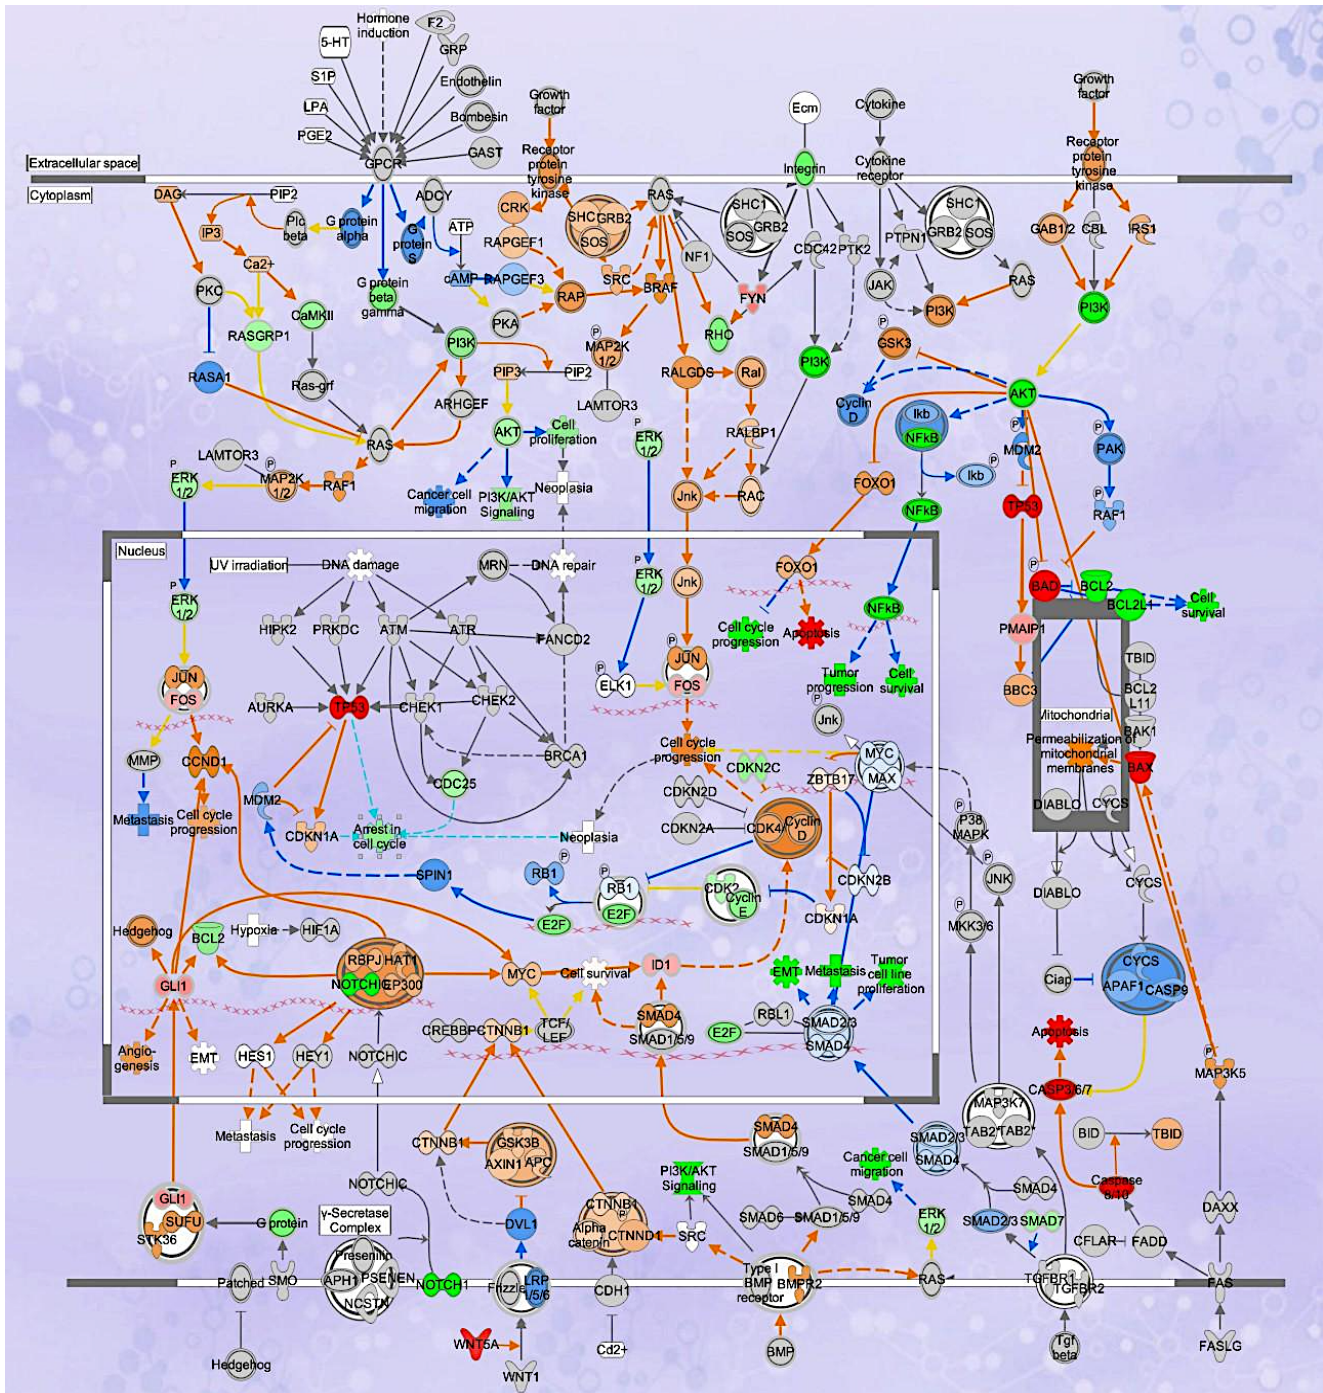 Hormone
induction
F2
5-HT
GRP
S1P
Endothelin
LPA
Bombesin
PGE2
GAST
GPCR
Growth
factor
Ecm
Cytokine
Growth
factor
Extracellular space
Cytoplasm
Receptor
protein
tyrosine
kinase
Integrin
Cytokine
receptor
Receptor
protein
tyrosine
kinase
DAG
PIP2
IP3
Plc
beta
G protein
alpha
G
protein
S
ADCY
ATP
cAMP
RAPGEF3
CRK
RAPGEF1
SHC
GRB2
SOS
SRC
RAS
NF1
BRAF
SHC1
SOS
GRB2
CDC42
PTK2
PTPN1
JAK
SHC1
GRB2
SOS
RAS
PI3K
GAB1/2
CBL
IRS1
PI3K
Ca2+
PKC
CaMKII
RASGRP1
G protein
beta
gamma
PKA
RAP
FYN
RHO
RASA1
Ras-grf
PI3K
PIP3
PIP2
P
MAP2K
1/2
LAMTOR3
RALGDS
Ral
PI3K
P
GSK3
Cyclin
D
AKT
ARHGEF
RAS
AKT
Cell
proliferation
P
ERK
1/2
RALBP1
Ikb
NFkB
P
MDM2
P
PAK
LAMTOR3
P
MAP2K
1/2
RAF1
P
ERK
1/2
Cancer cell
migration
PI3K/AKT
Signaling
Neoplasia
Jnk
RAC
FOXO1
Ikb
P
NFkB
TP53
P
RAF1
Nucleus
UV irradiation
DNA damage
MRN
DNA repair
P
ERK
1/2
P
ERK
1/2
Jnk
FOXO1
NFkB
P
BAD
BCL2
BCL2L1
Cell
survival
HIPK2
PRKDC
ATM
ATR
FANCD2
Cell cycle
progression
Apoptosis
PMAIP1
P
ELK1
JUN
FOS
JUN
FOS
Tumor
progression
Cell
survival
BBC3
TBID
BCL2
L11
BAK1
BAX
AURKA
TP53
CHEK1
CHEK2
BRCA1
P
Jnk
Mitochondrial
Permeabilization of
mitochondrial
membranes
MMP
CCND1
CDC25
Cell cycle
progression
CDKN2C
ZBTB17
MYC
MAX
Metastasis
Cell cycle
progression
MDM2
CDKN1A
Arrest in
cell cycle
Neoplasia
CDKN2D
CDKN2A
CDK4/
Cyclin
D
P
P38
MAPK
DIABLO
CYCS
SPIN1
RB1
P
RB1
P
E2F
E2F
CDK2
Cyclin
E
CDKN2B
CDKN1A
P
JNK
P
MKK3/6
DIABLO
CYCS
Hedgehog
BCL2
Hypoxia
HIF1A
RBPJ
HAT1
NOTCHIC
EP300
GLI1
MYC
Cell survival
ID1
EMT
Metastasis
Tumor
cell line
proliferation
Ciap
CYCS
APAF1
CASP9
CREBBP
CTNNB1
TCF/
LEF
SMAD4
SMAD1/5/9
E2F
RBL1
SMAD2/3
SMAD4
Apoptosis
Angio-
genesis
EMT
HES1
HEY1
NOTCHIC
CASP3/6/7
P
MAP3K5
Metastasis
Cell cycle
progression
CTNNB1
GSK3B
AXIN1
APC
SMAD4
SMAD1/5/9
Cancer cell
migration
SMAD2/3
SMAD4
MAP3K7
TAB2*
TAB2*
BID
TBID
Caspase
8/10
GLI1
SUFU
STK36
G protein
SMO
NOTCHIC
γ-Secretase
Complex
DVL1
CTNNB1
P
Alpha
catenin
CTNND1
PI3K/AKT
Signaling
SRC
SMAD6
SMAD1/5/9
SMAD4
ERK
1/2
SMAD2/3
SMAD4
SMAD7
CFLAR
FADD
DAXX
Patched
Presenilin
APH1
PSENEN
NCSTN
NOTCH1
Frizzle
LRP
1/5/6
CDH1
Type I
BMP
receptor
BMPR2
RAS
TGFBR1
TGFBR2
FAS
Hedgehog
WNT5A
WNT1
Cd2+
BMP
Tgf
beta
FASLG